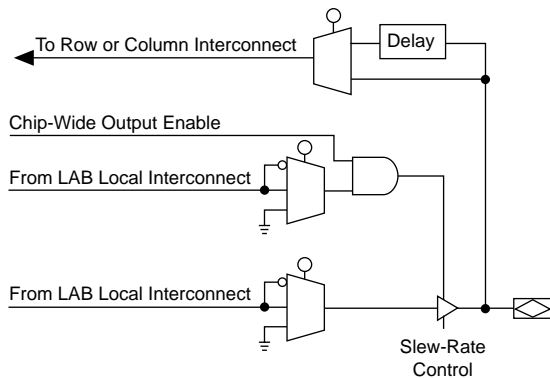 To Row or Column Interconnect
Delay
Chip-Wide Output Enable
From LAB Local Interconnect
From LAB Local Interconnect
Slew-Rate
Control